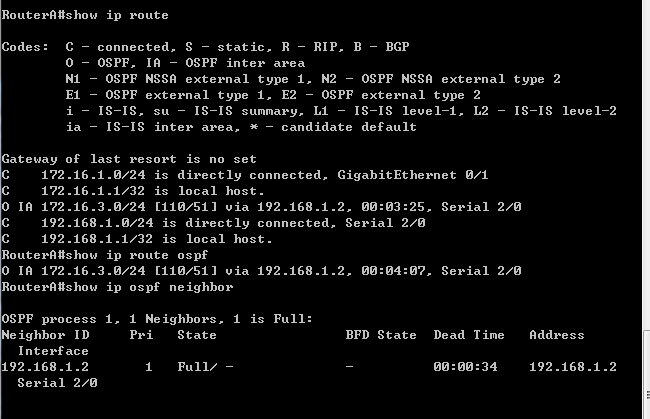 RouterA#show ip route
Codes:  C - connected, S - static, R - RIP, B - BGP
        O - OSPF, IA - OSPF inter area
        N1 - OSPF NSSA external type 1, N2 - OSPF NSSA external type 2
        E1 - OSPF external type 1, E2 - OSPF external type 2
        i - IS-IS, su - IS-IS summary, L1 - IS-IS level-1, L2 - IS-IS level-2
        ia - IS-IS inter area, * - candidate default
Gateway of last resort is no set
C    172.16.1.0/24 is directly connected, GigabitEthernet 0/1
C    172.16.1.1/32 is local host.
O IA 172.16.3.0/24 [110/51] via 192.168.1.2, 00:03:25, Serial 2/0
C    192.168.1.0/24 is directly connected, Serial 2/0
C    192.168.1.1/32 is local host.
RouterA#show ip route ospf
O IA 172.16.3.0/24 [110/51] via 192.168.1.2, 00:04:07, Serial 2/0
RouterA#show ip ospf neighbor
OSPF process 1, 1 Neighbors, 1 is Full:
Neighbor ID     Pri   State                BFD State  Dead Time   Address
  Interface
192.168.1.2       1   Full/ -              -          00:00:34    192.168.1.2
  Serial 2/0